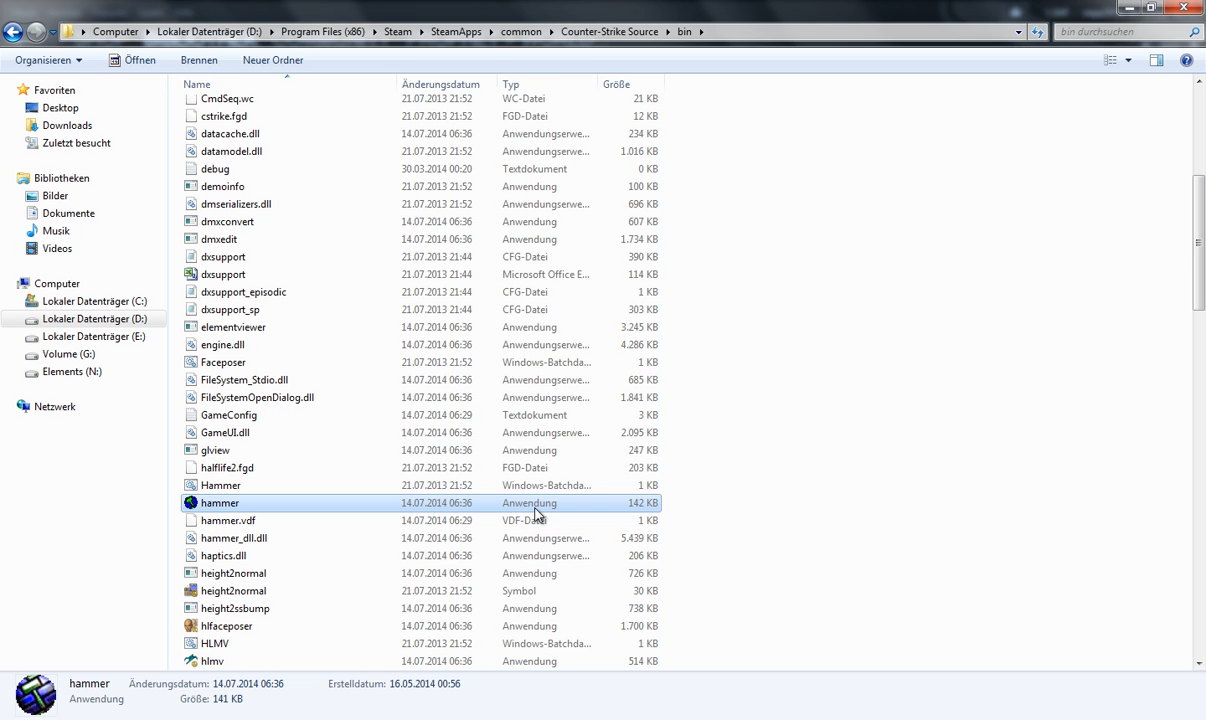 Computer Lokaler Datenträger (D:) Program Files (x86) Steam SteamApps common Counter-Strike Source bin bin durchsuchen
Organisieren Öffnen Brennen Neuer Ordner
Favoriten
Desktop
Downloads
Zuletzt besucht
Bibliotheken
Bilder
Dokumente
Musik
Videos
Computer
Lokaler Datenträger (C:)
Lokaler Datenträger (D:)
Lokaler Datenträger (E:)
Volume (G:)
Elements (N:)
Netzwerk
Name Änderungsdatum Typ Größe
CmdSeq.wc 21.07.2013 21:52 WC-Datei 21 KB
cstrike.fgd 21.07.2013 21:52 FGD-Datei 12 KB
datacache.dll 14.07.2014 06:36 Anwendungserwe... 234 KB
datamodel.dll 21.07.2013 21:52 Anwendungserwe... 1.016 KB
debug 30.03.2014 00:20 Textdokument 0 KB
demoinfo 21.07.2013 21:52 Anwendung 100 KB
dmserializers.dll 21.07.2013 21:52 Anwendungserwe... 696 KB
dmxconvert 14.07.2014 06:36 Anwendung 607 KB
dmxedit 14.07.2014 06:36 Anwendung 1.734 KB
dxsupport 21.07.2013 21:44 CFG-Datei 390 KB
dxsupport 21.07.2013 21:44 Microsoft Office E... 114 KB
dxsupport_episodic 21.07.2013 21:44 CFG-Datei 1 KB
dxsupport_sp 21.07.2013 21:44 CFG-Datei 303 KB
elementviewer 14.07.2014 06:36 Anwendung 3.245 KB
engine.dll 14.07.2014 06:36 Anwendungserwe... 4.286 KB
Faceposer 21.07.2013 21:52 Windows-Batchda... 1 KB
FileSystem_Stdio.dll 14.07.2014 06:36 Anwendungserwe... 685 KB
FileSystemOpenDialog.dll 14.07.2014 06:36 Anwendungserwe... 1.841 KB
GameConfig 14.07.2014 06:29 Textdokument 3 KB
GameUI.dll 14.07.2014 06:36 Anwendungserwe... 2.095 KB
glview 14.07.2014 06:36 Anwendung 247 KB
halflife2.fgd 21.07.2013 21:52 FGD-Datei 203 KB
Hammer 21.07.2013 21:52 Windows-Batchda... 1 KB
hammer 14.07.2014 06:36 Anwendung 142 KB
hammer.vdf 14.07.2014 06:29 VDF-Datei 1 KB
hammer_dll.dll 14.07.2014 06:36 Anwendungserwe... 5.439 KB
haptics.dll 14.07.2014 06:36 Anwendungserwe... 206 KB
height2normal 14.07.2014 06:36 Anwendung 726 KB
height2normal 21.07.2013 21:52 Symbol 30 KB
height2ssbump 14.07.2014 06:36 Anwendung 738 KB
hlfaceposer 14.07.2014 06:36 Anwendung 1.700 KB
HLMV 21.07.2013 21:52 Windows-Batchda... 1 KB
hlmv 14.07.2014 06:36 Anwendung 514 KB
hammer Änderungsdatum: 14.07.2014 06:36 Erstelldatum: 16.05.2014 00:56
Anwendung Größe: 141 KB